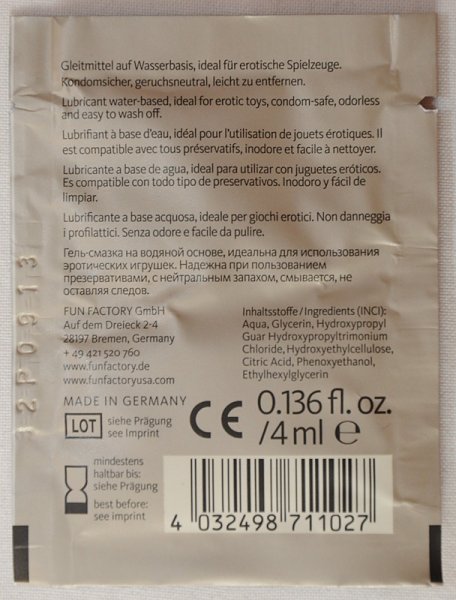 Gleitmittel auf Wasserbasis, ideal für erotische Spielzeuge.
Kondomsicher, geruchsneutral, leicht zu entfernen.
Lubricant water-based, ideal for erotic toys, condom-safe, odorless
and easy to wash off.
Lubrifiant à base d'eau, idéal pour l'utilisation de jouets érotiques. Il
est compatible avec tous préservatifs, inodore et facile à nettoyer.
Lubricante a base de agua, ideal para utilizar con juguetes eróticos.
Es compatible con todo tipo de preservativos. Inodoro y fácil de
limpiar.
Lubrificante a base acquosa, ideale per giochi erotici. Non danneggia
i profilattici. Senza odore e facile da pulire.
Гель-смазка на водяной основе, идеальна для использования
эротических игрушек. Надежна при пользованием
презервативами, с нейтральным запахом, смывается, не
оставляя следов.
FUN FACTORY GmbH
Auf dem Dreieck 2-4
28197 Bremen, Germany
+ 49 421 520 760
www.funfactory.de
www.funfactoryusa.com
Inhaltsstoffe / Ingredients (INCI):
Aqua, Glycerin, Hydroxypropyl
Guar Hydroxypropyltrimonium
Chloride, Hydroxyethylcellulose,
Citric Acid, Phenoxyethanol,
Ethylhexylglycerin
MADE IN GERMANY
LOT siehe Prägung
see Imprint
CE 0.136 fl. oz.
/4 ml e
mindestens
haltbar bis:
siehe Prägung
best before:
see imprint
4 032498 711027
2P09-13